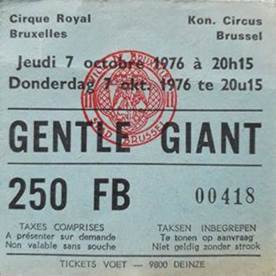 Cirque Royal Kon. Circus
Bruxelles Brussel
Jeudi 7 octobre 1976 à 20h15
Donderdag 7 okt. 1976 te 20u15
GENTLE GIANT
250 FB 00418
TAXES COMPRISES TAKSEN INBEGREPEN
A présenter sur demande Te tonen op aanvraag
Non valable sans souche Niet geldig zonder strook
TICKETS VOET — 9800 DEINZE